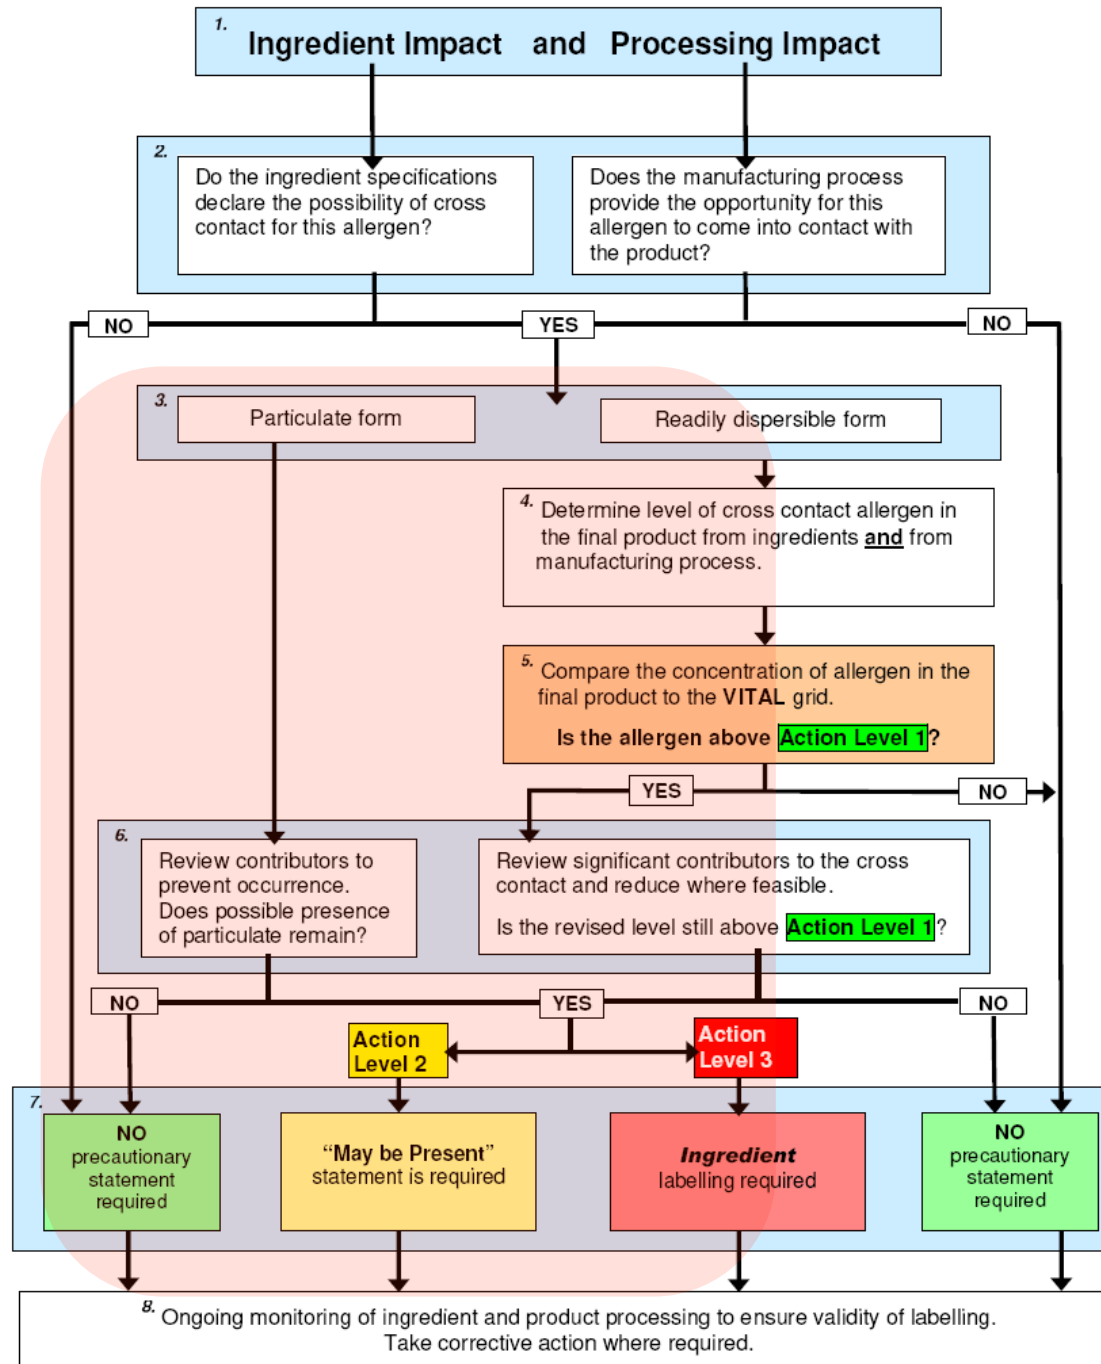 1.
Ingredient Impact and Processing Impact
2.
Do the ingredient specifications
declare the possibility of cross
contact for this allergen?
Does the manufacturing process
provide the opportunity for this
allergen to come into contact with
the product?
NO
YES
NO
3.
Particulate form
Readily dispersible form
4. Determine level of cross contact allergen in
the final product from ingredients and from
manufacturing process.
5. Compare the concentration of allergen in the
final product to the VITAL grid.
Is the allergen above Action Level 1?
YES
NO
6.
Review contributors to
prevent occurrence.
Does possible presence
of particulate remain?
Review significant contributors to the cross
contact and reduce where feasible.
Is the revised level still above Action Level 1?
NO
YES
NO
Action
Level 2
Action
Level 3
7.
NO
precautionary
statement
required
“May be Present”
statement is required
Ingredient
labelling required
NO
precautionary
statement
required
8. Ongoing monitoring of ingredient and product processing to ensure validity of labelling.
Take corrective action where required.